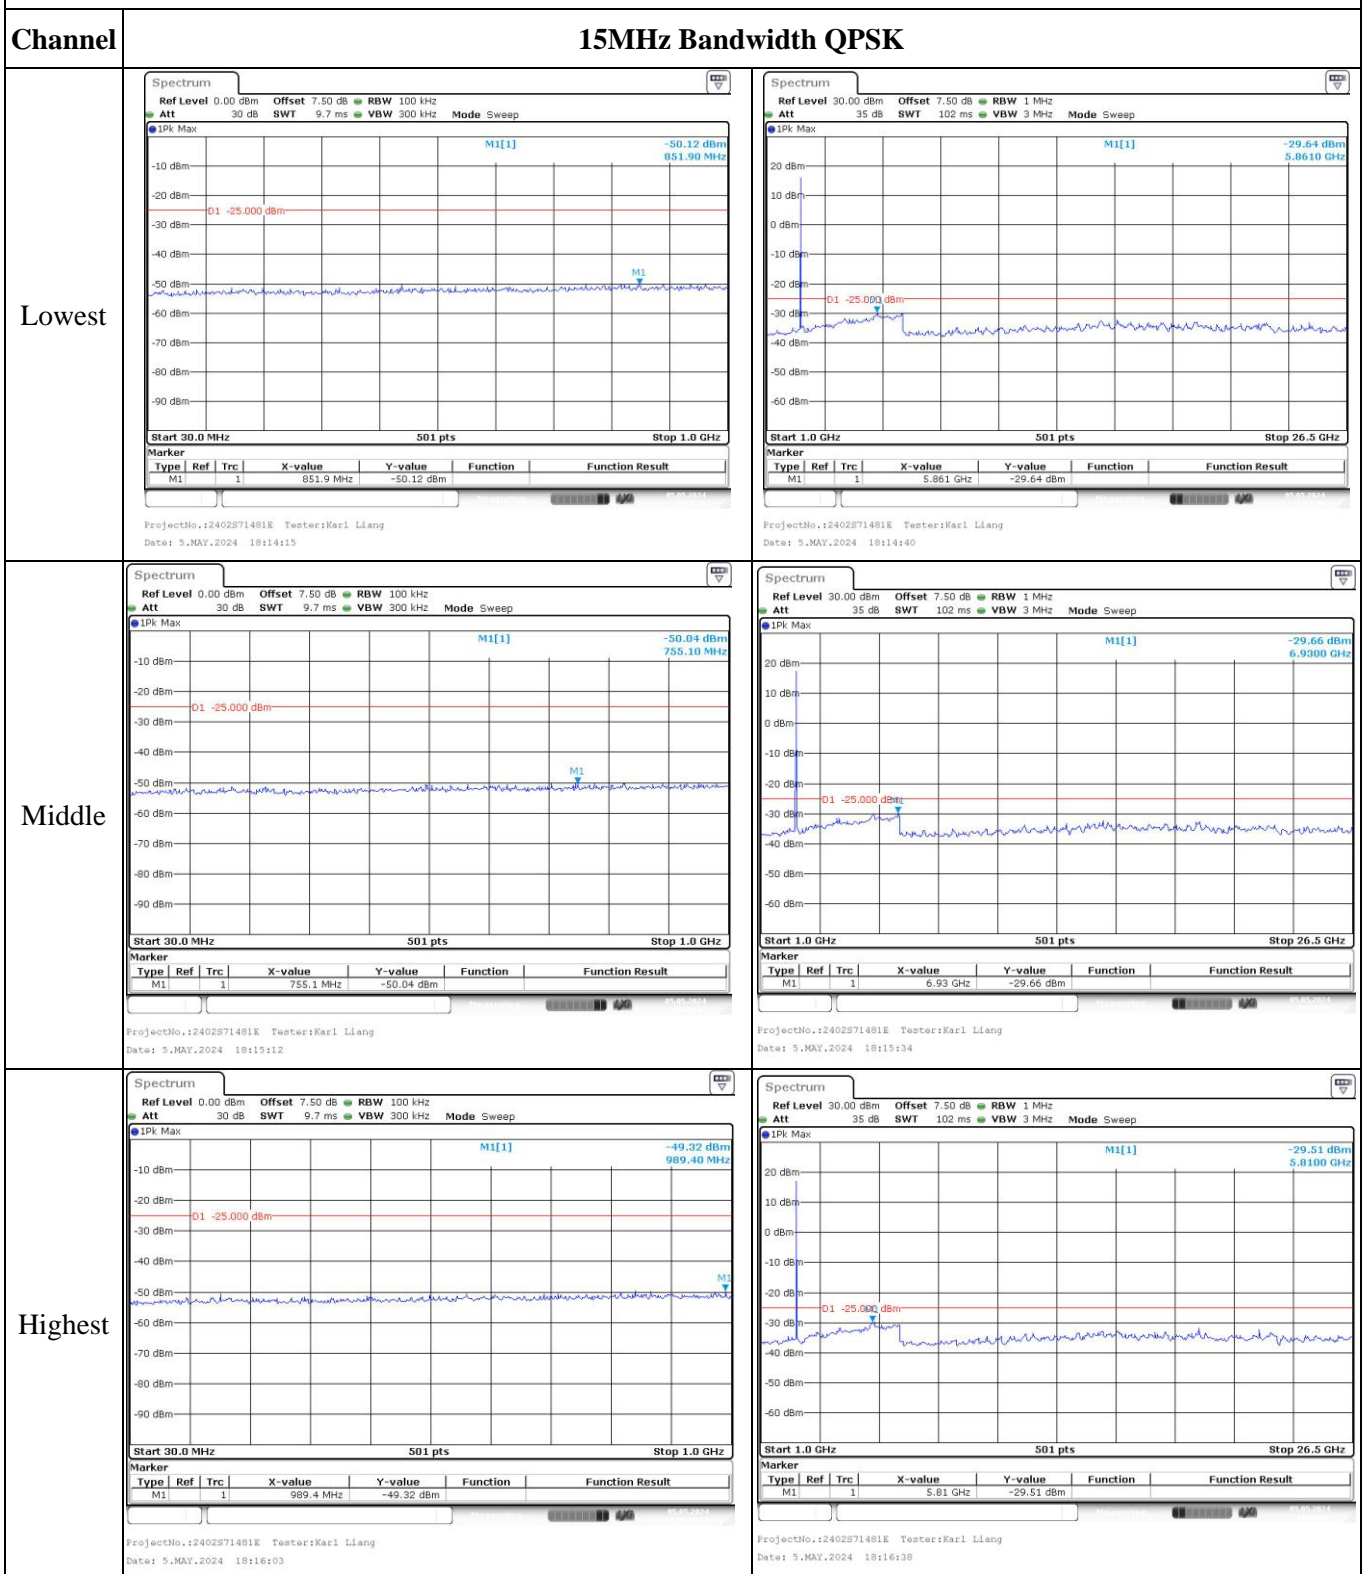 Channel 15MHz Bandwidth QPSK
Lowest
Spectrum
Ref Level 0.00 dBm Offset 7.50 dB RBW 100 kHz
Att 30 dB SWT 9.7 ms VBW 300 kHz Mode Sweep
1Pk Max
M1[1] -50.12 dBm
851.90 MHz
-10 dBm
-20 dBm
D1 -25.000 dBm
-30 dBm
-40 dBm
M1
-50 dBm
-60 dBm
-70 dBm
-80 dBm
-90 dBm
Start 30.0 MHz 501 pts Stop 1.0 GHz
Marker
Type Ref Trc X-value Y-value Function Function Result
M1 1 851.9 MHz -50.12 dBm
ProjectNo.:2402S71481E Tester:Karl Liang
Date: 5.MAY.2024 18:14:15
Spectrum
Ref Level 30.00 dBm Offset 7.50 dB RBW 1 MHz
Att 35 dB SWT 102 ms VBW 3 MHz Mode Sweep
1Pk Max
M1[1] -29.64 dBm
5.8610 GHz
20 dBm
10 dBm
0 dBm
-10 dBm
-20 dBm
D1 -25.000 dBm
-30 dBm
-40 dBm
-50 dBm
-60 dBm
Start 1.0 GHz 501 pts Stop 26.5 GHz
Marker
Type Ref Trc X-value Y-value Function Function Result
M1 1 5.861 GHz -29.64 dBm
ProjectNo.:2402S71481E Tester:Karl Liang
Date: 5.MAY.2024 18:14:40
Middle
Spectrum
Ref Level 0.00 dBm Offset 7.50 dB RBW 100 kHz
Att 30 dB SWT 9.7 ms VBW 300 kHz Mode Sweep
1Pk Max
M1[1] -50.04 dBm
755.10 MHz
-10 dBm
-20 dBm
D1 -25.000 dBm
-30 dBm
-40 dBm
M1
-50 dBm
-60 dBm
-70 dBm
-80 dBm
-90 dBm
Start 30.0 MHz 501 pts Stop 1.0 GHz
Marker
Type Ref Trc X-value Y-value Function Function Result
M1 1 755.1 MHz -50.04 dBm
ProjectNo.:2402S71481E Tester:Karl Liang
Date: 5.MAY.2024 18:15:12
Spectrum
Ref Level 30.00 dBm Offset 7.50 dB RBW 1 MHz
Att 35 dB SWT 102 ms VBW 3 MHz Mode Sweep
1Pk Max
M1[1] -29.66 dBm
6.9300 GHz
20 dBm
10 dBm
0 dBm
-10 dBm
-20 dBm
D1 -25.000 dBm
-30 dBm
-40 dBm
-50 dBm
-60 dBm
Start 1.0 GHz 501 pts Stop 26.5 GHz
Marker
Type Ref Trc X-value Y-value Function Function Result
M1 1 6.93 GHz -29.66 dBm
ProjectNo.:2402S71481E Tester:Karl Liang
Date: 5.MAY.2024 18:15:34
Highest
Spectrum
Ref Level 0.00 dBm Offset 7.50 dB RBW 100 kHz
Att 30 dB SWT 9.7 ms VBW 300 kHz Mode Sweep
1Pk Max
M1[1] -49.32 dBm
989.40 MHz
-10 dBm
-20 dBm
D1 -25.000 dBm
-30 dBm
-40 dBm
M1
-50 dBm
-60 dBm
-70 dBm
-80 dBm
-90 dBm
Start 30.0 MHz 501 pts Stop 1.0 GHz
Marker
Type Ref Trc X-value Y-value Function Function Result
M1 1 989.4 MHz -49.32 dBm
ProjectNo.:2402S71481E Tester:Karl Liang
Date: 5.MAY.2024 18:16:03
Spectrum
Ref Level 30.00 dBm Offset 7.50 dB RBW 1 MHz
Att 35 dB SWT 102 ms VBW 3 MHz Mode Sweep
1Pk Max
M1[1] -29.51 dBm
5.8100 GHz
20 dBm
10 dBm
0 dBm
-10 dBm
-20 dBm
D1 -25.000 dBm
-30 dBm
-40 dBm
-50 dBm
-60 dBm
Start 1.0 GHz 501 pts Stop 26.5 GHz
Marker
Type Ref Trc X-value Y-value Function Function Result
M1 1 5.81 GHz -29.51 dBm
ProjectNo.:2402S71481E Tester:Karl Liang
Date: 5.MAY.2024 18:16:38